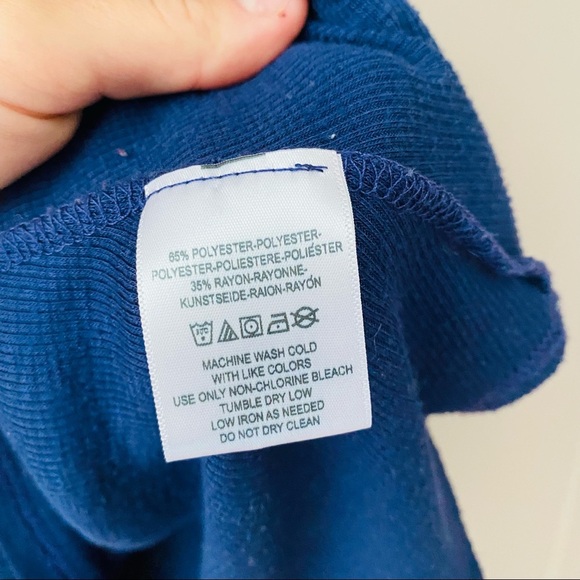 65% POLYESTER-POLYESTER-
POLYESTER-POLIESTERE-POLIÉSTER
35% RAYON-RAYONNE-
KUNSTSEIDE-RAION-RAYÓN
MACHINE WASH COLD
WITH LIKE COLORS
USE ONLY NON-CHLORINE BLEACH
TUMBLE DRY LOW
LOW IRON AS NEEDED
DO NOT DRY CLEAN